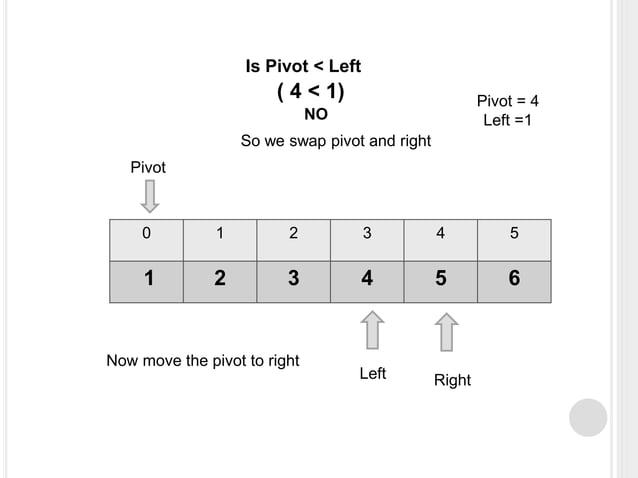 Is Pivot < Left
( 4 < 1)
NO
So we swap pivot and right
Pivot = 4
Left =1
Pivot
0 1 2 3 4 5
1 2 3 4 5 6
Now move the pivot to right
Left
Right